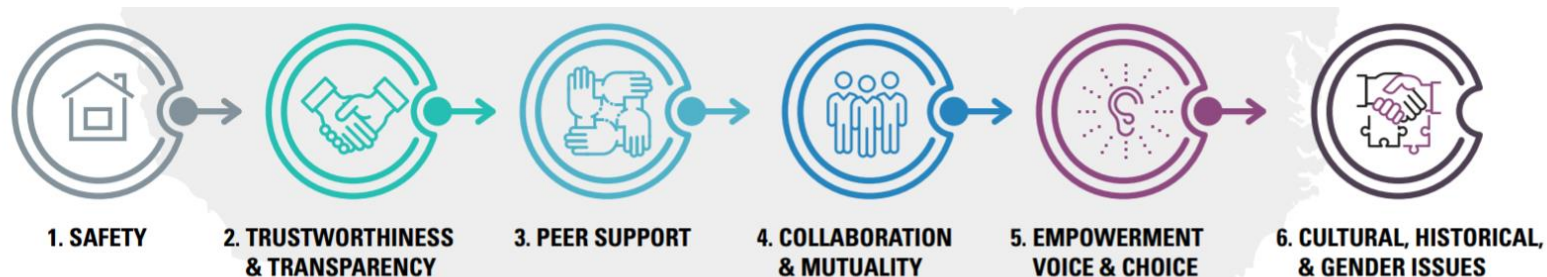 1. SAFETY
2. TRUSTWORTHINESS
& TRANSPARENCY
3. PEER SUPPORT
4. COLLABORATION
& MUTUALITY
5. EMPOWERMENT
VOICE & CHOICE
6. CULTURAL, HISTORICAL,
& GENDER ISSUES